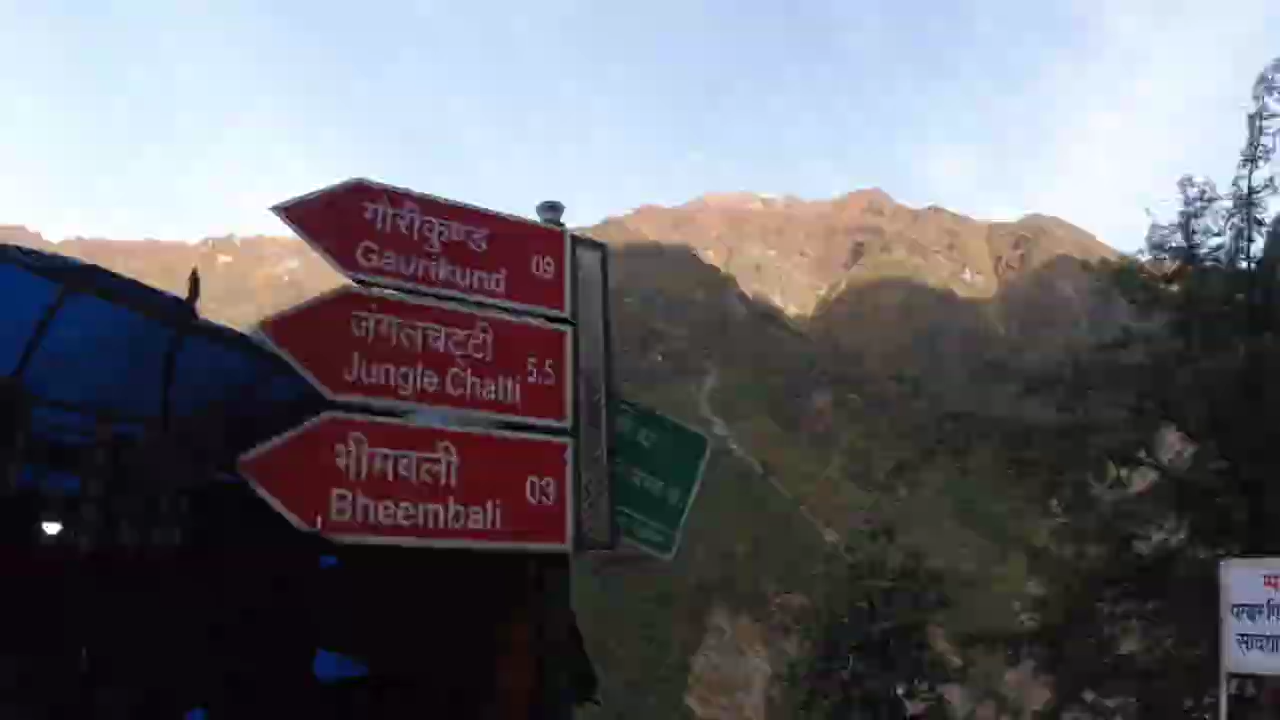 गोरीकुण्ड
Gaurikund 09
जंगलचट्टी
Jungle Chatti 5.5
भीमबली
Bheembali 03